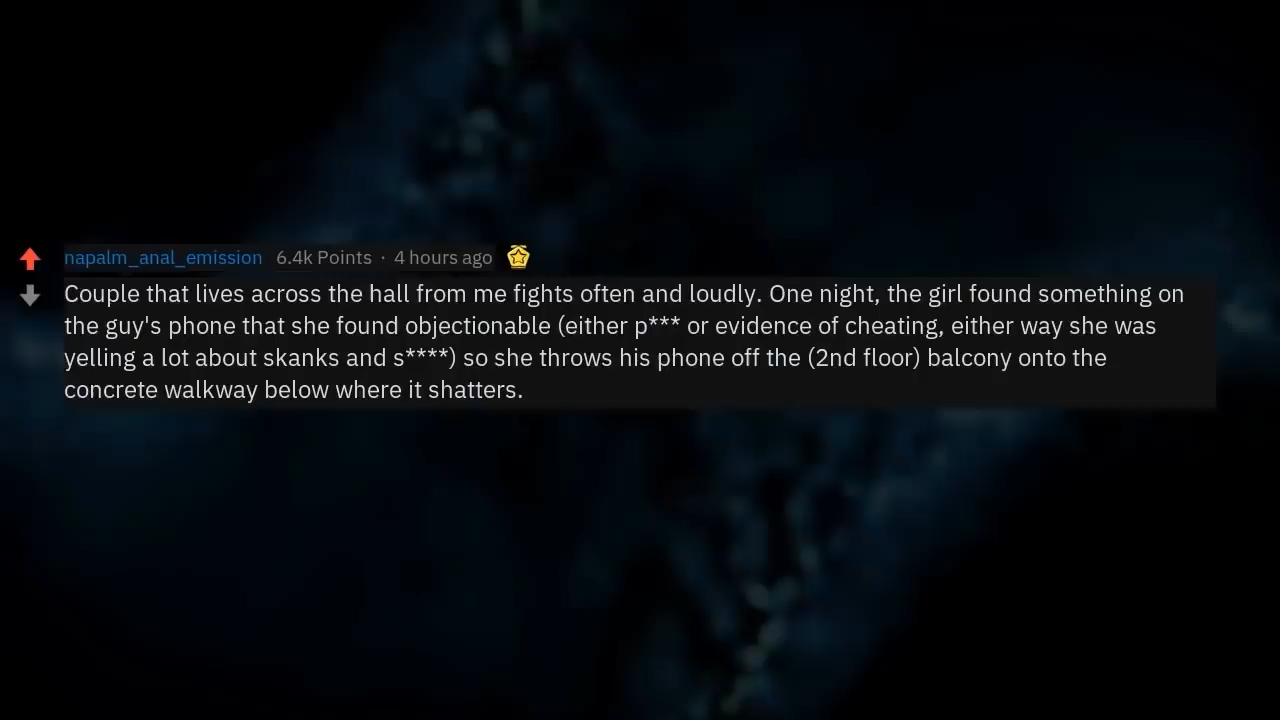 napalm_anal_emission 6.4k Points · 4 hours ago
Couple that lives across the hall from me fights often and loudly. One night, the girl found something on
the guy's phone that she found objectionable (either p*** or evidence of cheating, either way she was
yelling a lot about skanks and s****) so she throws his phone off the (2nd floor) balcony onto the
concrete walkway below where it shatters.